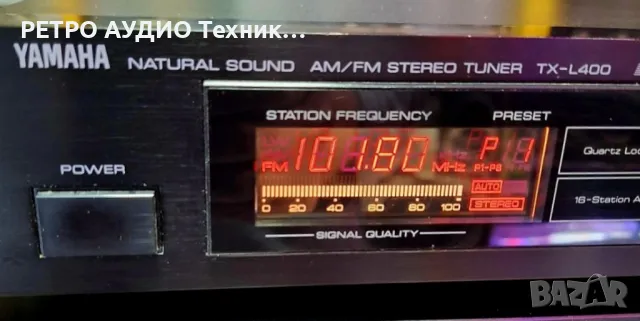 РЕТРО АУДИО Техник...
YAMAHA NATURAL SOUND AM/FM STEREO TUNER TX-L400
STATION FREQUENCY PRESET
POWER
FM 101.80 MHz P 1
P1-P8
AUTO
STEREO
0 20 40 60 80 100
SIGNAL QUALITY
Quartz Loc
16-Station A
BAZAR